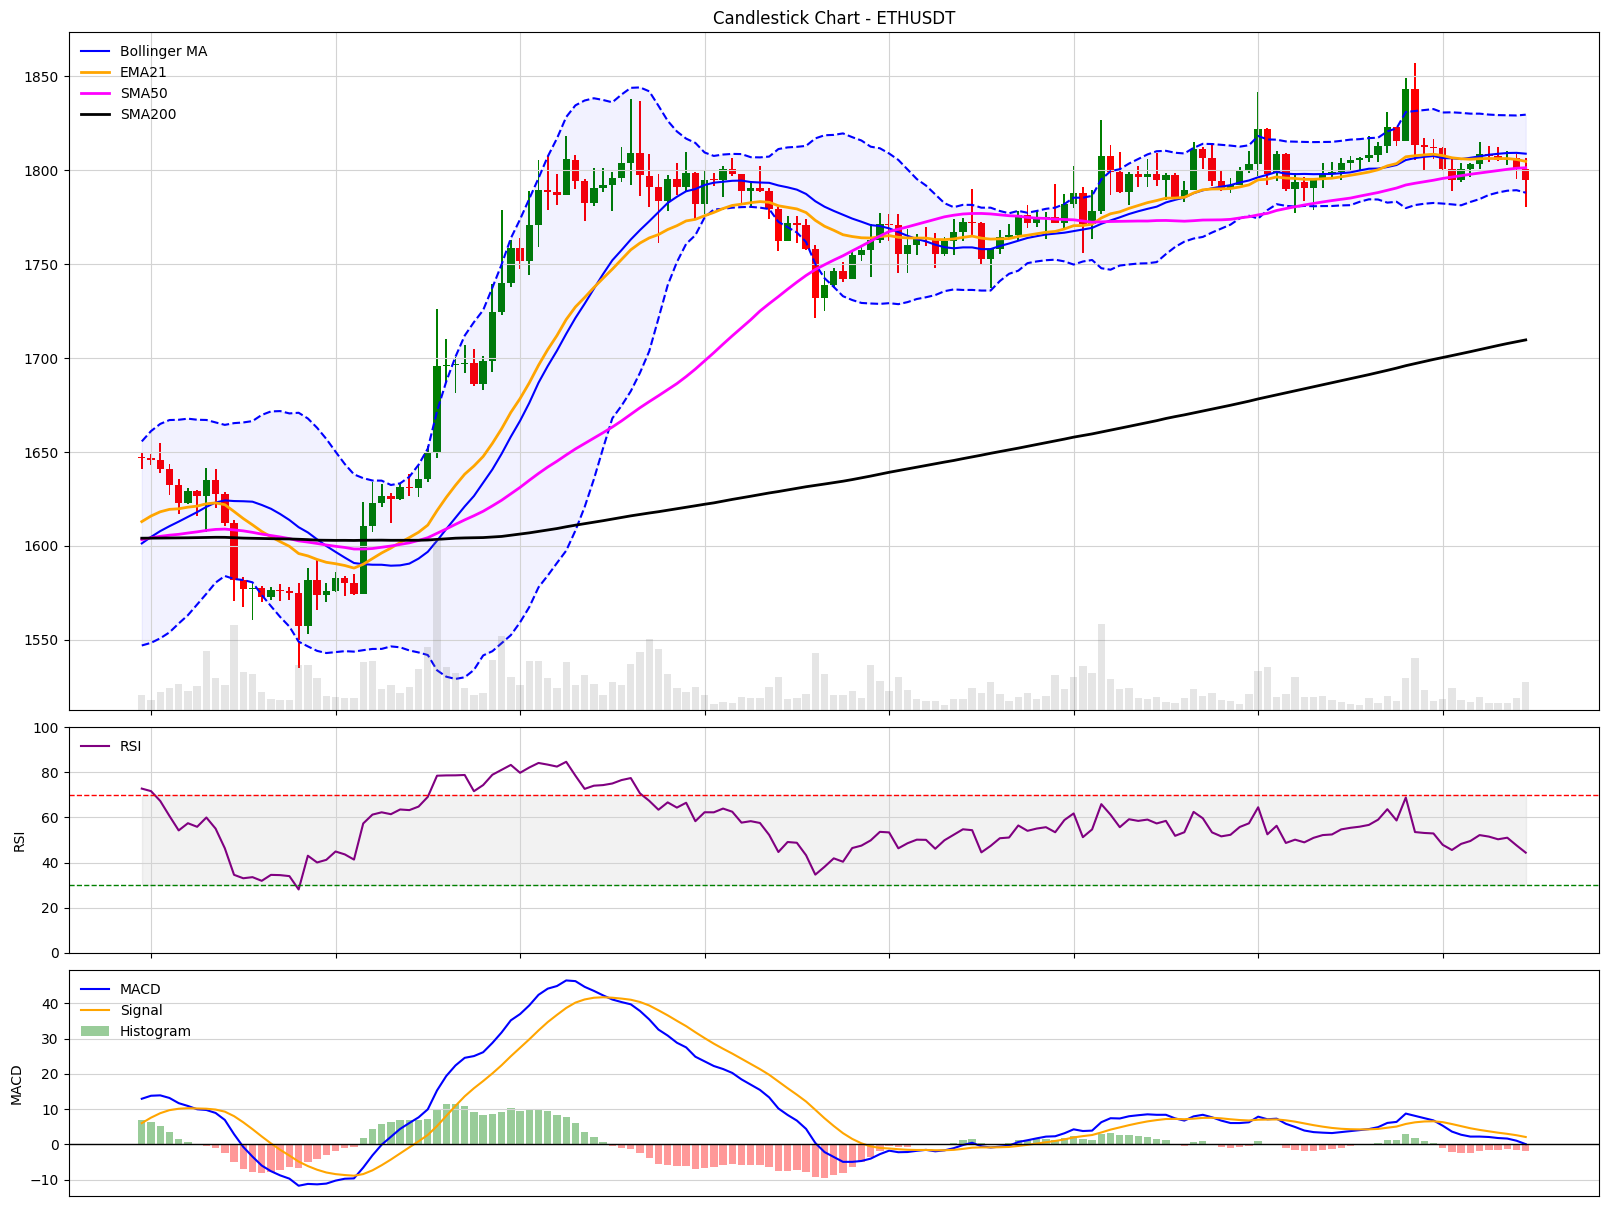 Candlestick Chart - ETHUSDT
Bollinger MA
EMA21
SMA50
SMA200
1850
1800
1750
1700
1650
1600
1550
RSI
100
80
60
40
20
0
RSI
MACD
Signal
Histogram
40
30
20
10
0
−10
MACD